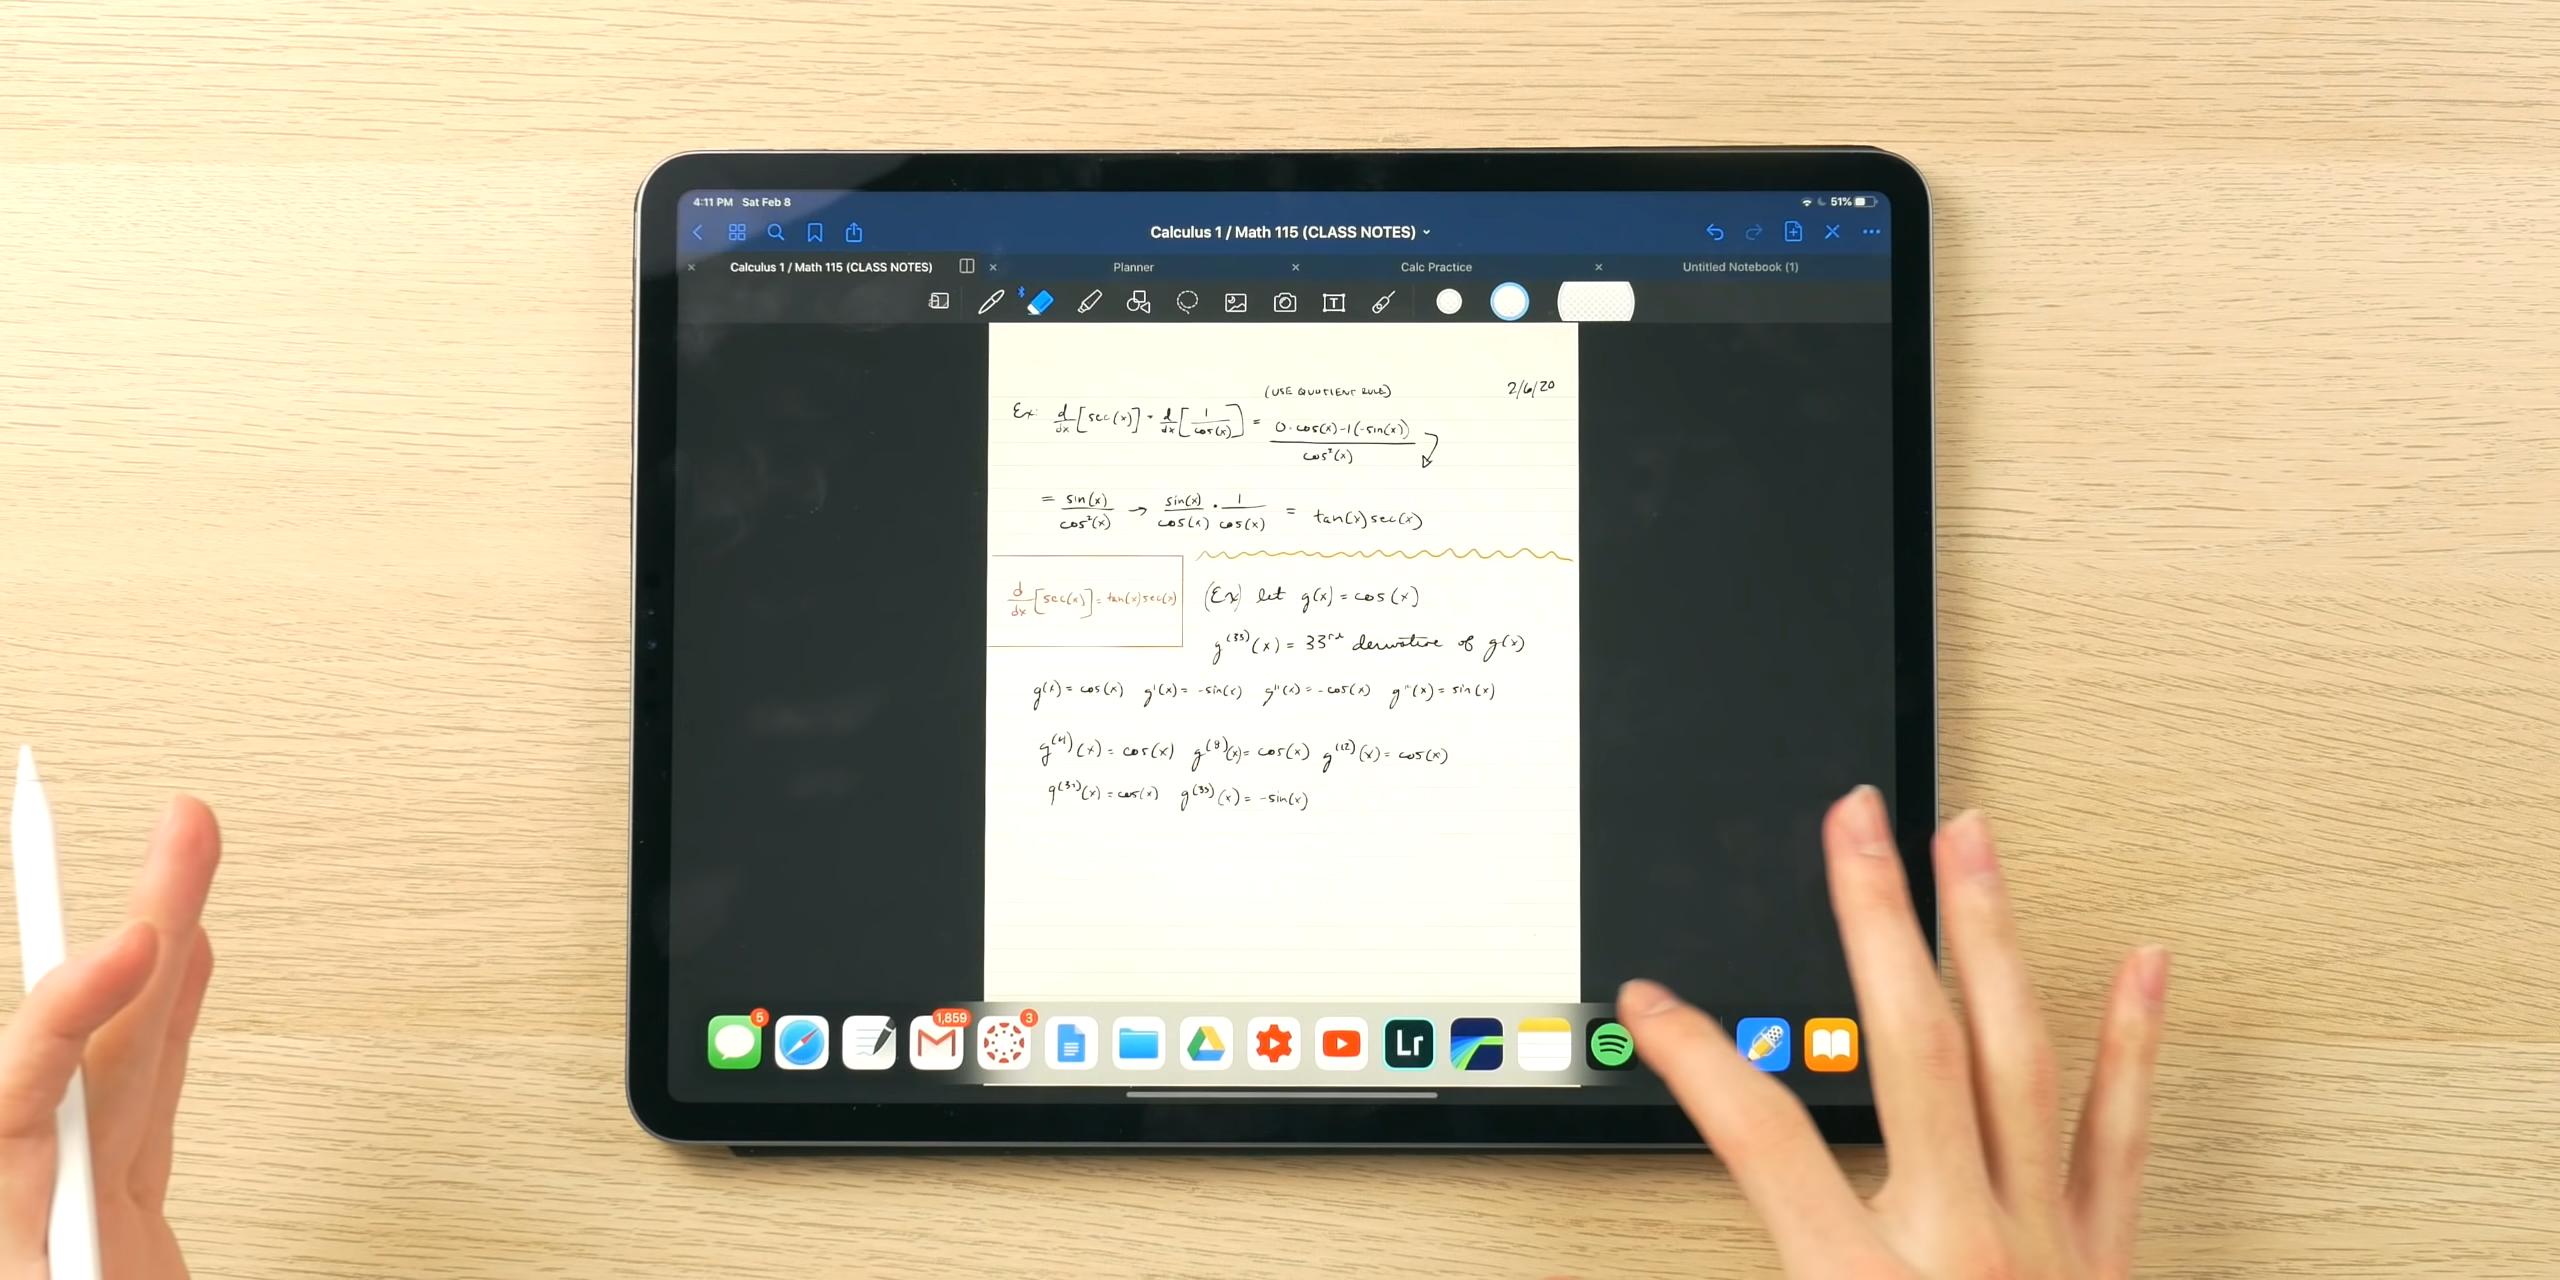 4:11 PM Sat Feb 8 51%
Calculus 1 / Math 115 (CLASS NOTES)
Calculus 1 / Math 115 (CLASS NOTES) Planner Calc Practice Untitled Notebook (1)
(USE QUOTIENT RULE) 2/6/20
Ex: d/dx [sec(x)] = d/dx [1/cos(x)] = 0·cos(x)-1(-sin(x))/cos²(x)
= sin(x)/cos²(x) → sin(x)/cos(x) · 1/cos(x) = tan(x)sec(x)
d/dx [sec(x)] = tan(x)sec(x)
(Ex) let g(x) = cos(x)
g⁽³³⁾(x) = 33rd derivative of g(x)
g(x) = cos(x) g'(x) = -sin(x) g''(x) = -cos(x) g'''(x) = sin(x)
g⁽⁴⁾(x) = cos(x) g⁽⁸⁾(x) = cos(x) g⁽¹²⁾(x) = cos(x)
(x) = cos(x) g⁽³³⁾(x) = -sin(x)
5 1,859 3
Lr